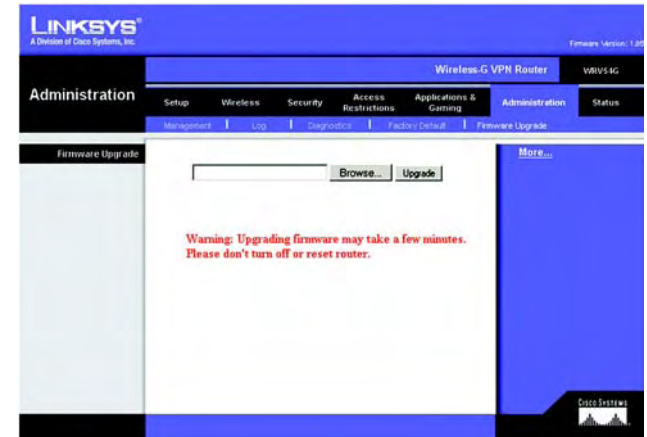 LINKSYS®
A Division of Cisco Systems, Inc.
Firmware Version: 1.
Wireless-G VPN Router WRV54G
Administration
Setup Wireless Security Access Restrictions Applications & Gaming Administration Status
Management Log Diagnostics Factory Default Firmware Upgrade
Firmware Upgrade
Browse... Upgrade
More...
Warning: Upgrading firmware may take a few minutes.
Please don't turn off or reset router.
CISCO SYSTEMS